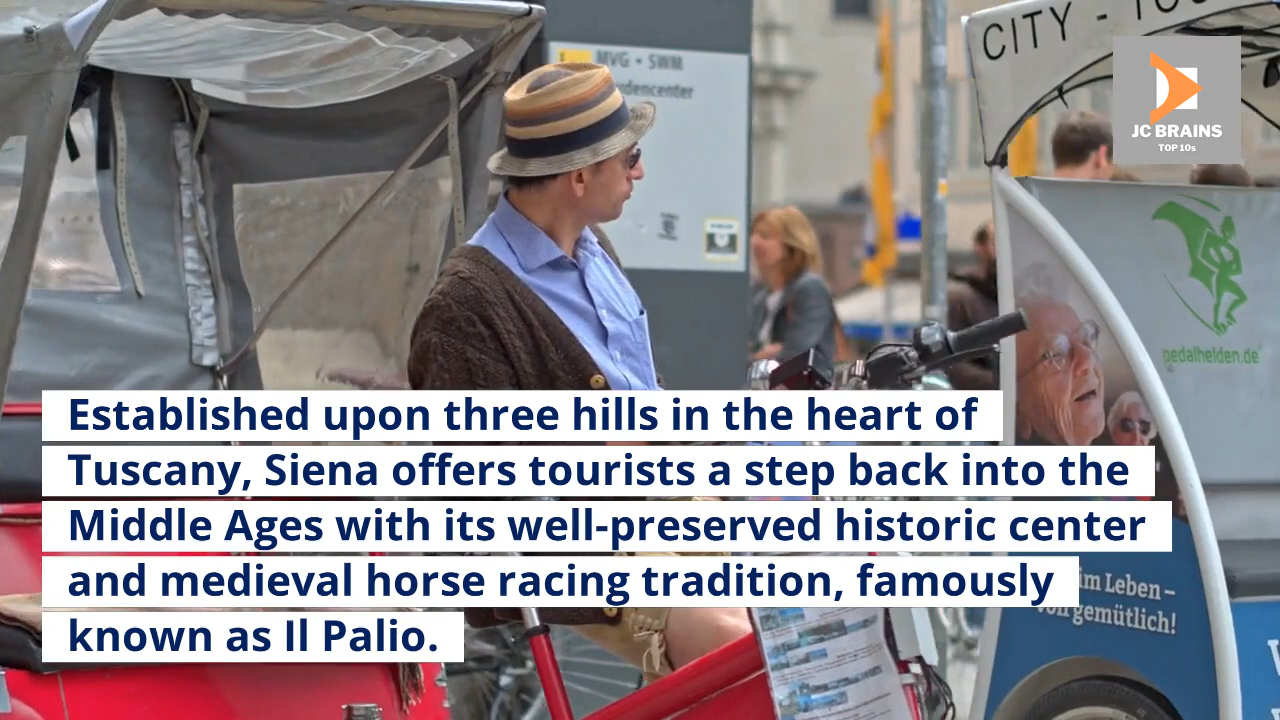 CITY - TOU
MVG • SWM
ndencenter
JC BRAINS
TOP 10s
pedalhelden.de
Established upon three hills in the heart of
Tuscany, Siena offers tourists a step back into the
Middle Ages with its well-preserved historic center
and medieval horse racing tradition, famously
known as Il Palio.
im Leben –
von gemütlich!